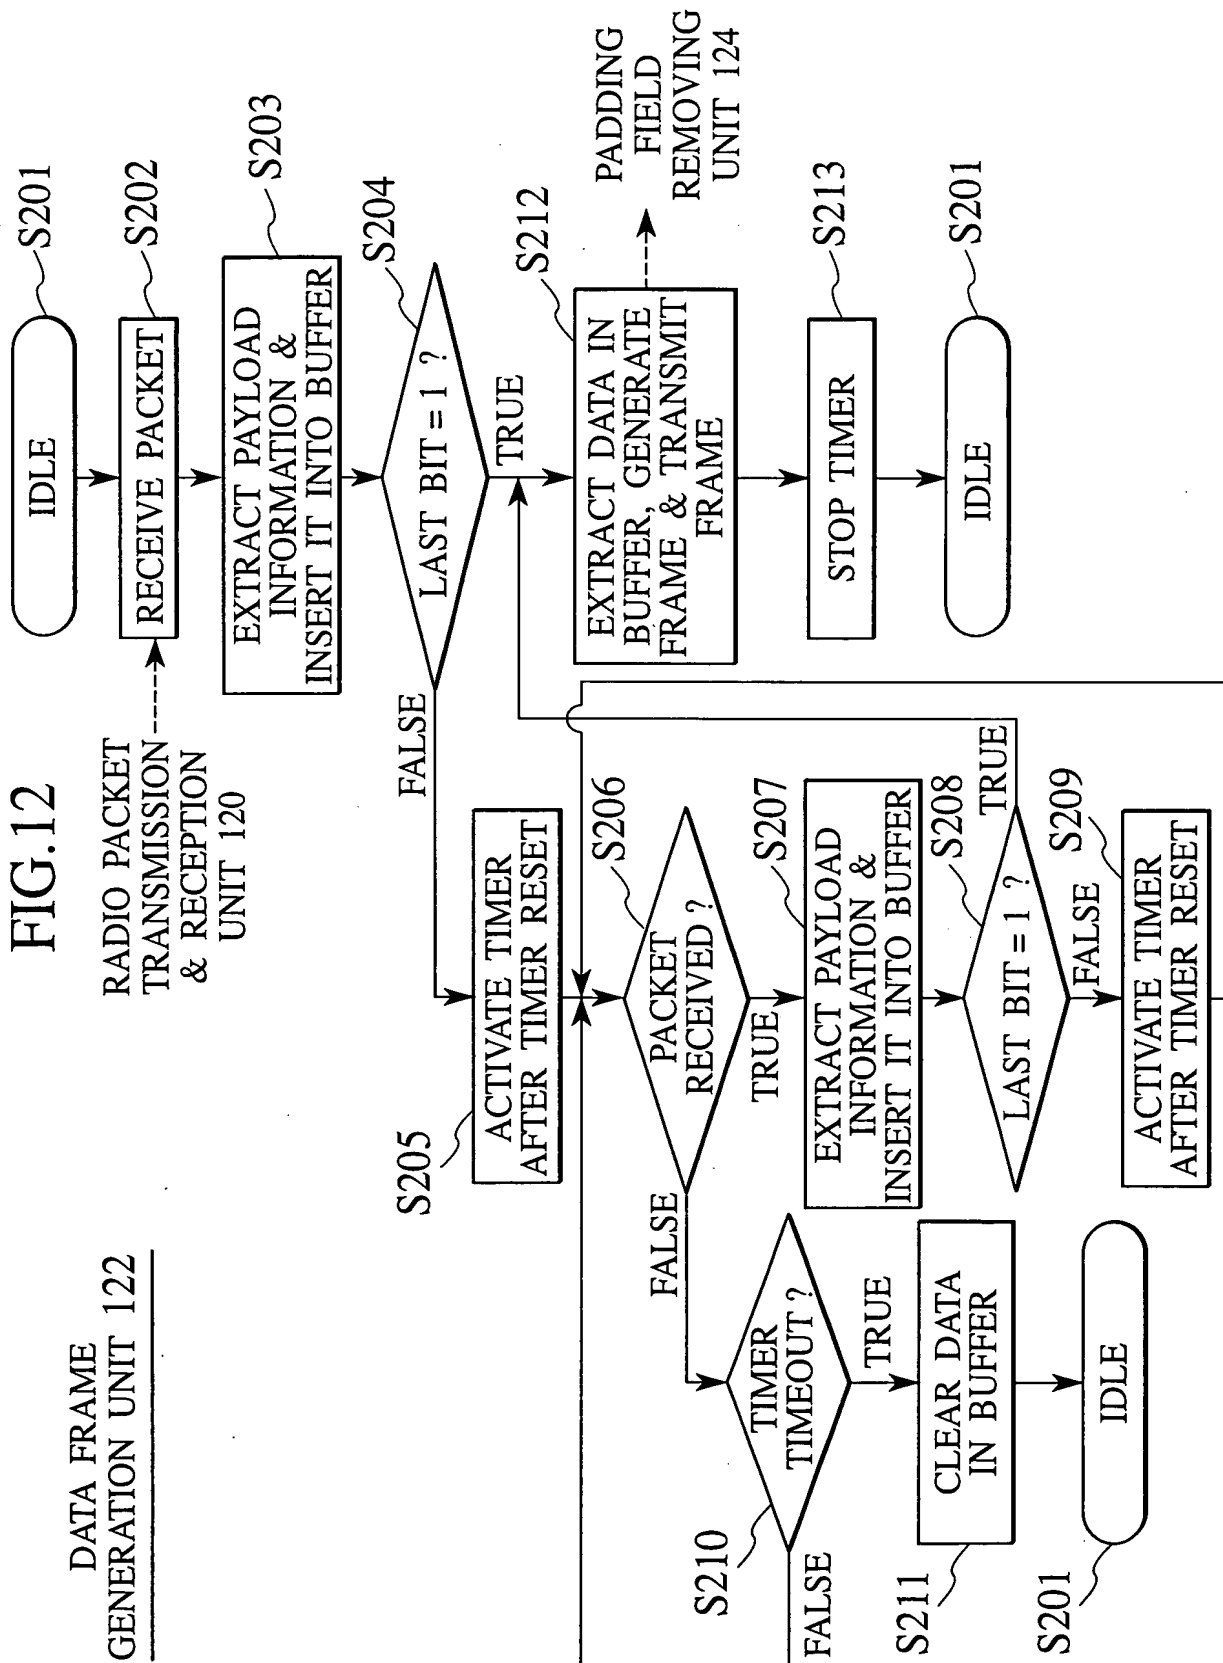 FIG.12
DATA FRAME
GENERATION UNIT 122
RADIO PACKET
TRANSMISSION
& RECEPTION
UNIT 120
IDLE
S201
RECEIVE PACKET
S202
EXTRACT PAYLOAD
INFORMATION &
INSERT IT INTO BUFFER
S203
LAST BIT = 1 ?
S204
FALSE
TRUE
ACTIVATE TIMER
AFTER TIMER RESET
S205
PACKET
RECEIVED ?
S206
FALSE
TRUE
EXTRACT PAYLOAD
INFORMATION &
INSERT IT INTO BUFFER
S207
LAST BIT = 1 ?
S208
TRUE
FALSE
ACTIVATE TIMER
AFTER TIMER RESET
S209
TIMER
TIMEOUT ?
S210
FALSE
TRUE
CLEAR DATA
IN BUFFER
S211
IDLE
S201
EXTRACT DATA IN
BUFFER, GENERATE
FRAME & TRANSMIT
FRAME
S212
PADDING
FIELD
REMOVING
UNIT 124
STOP TIMER
S213
IDLE
S201